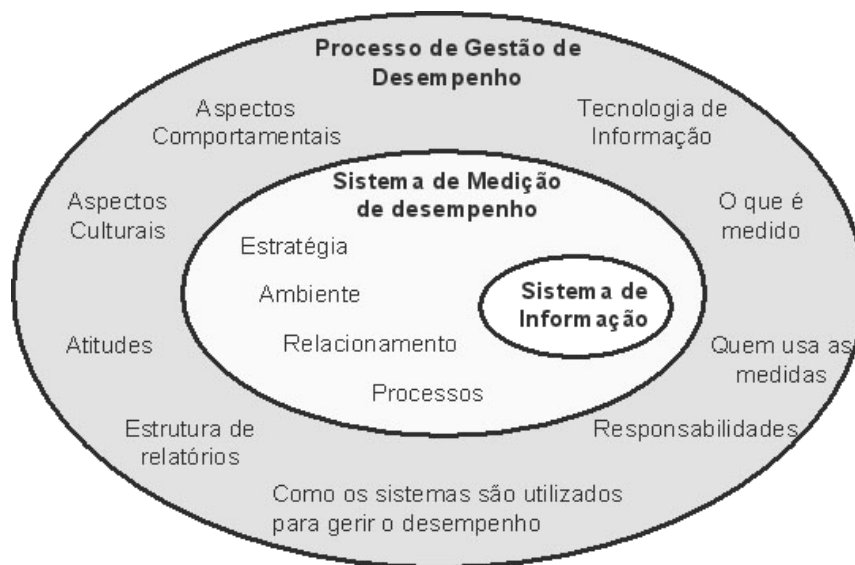 Processo de Gestão de
Desempenho
Aspectos
Comportamentais
Tecnologia de
Informação
Sistema de Medição
de desempenho
Aspectos
Culturais
O que é
medido
Estratégia
Ambiente
Sistema de
Informação
Relacionamento
Atitudes
Quem usa as
medidas
Processos
Estrutura de
relatórios
Responsabilidades
Como os sistemas são utilizados
para gerir o desempenho